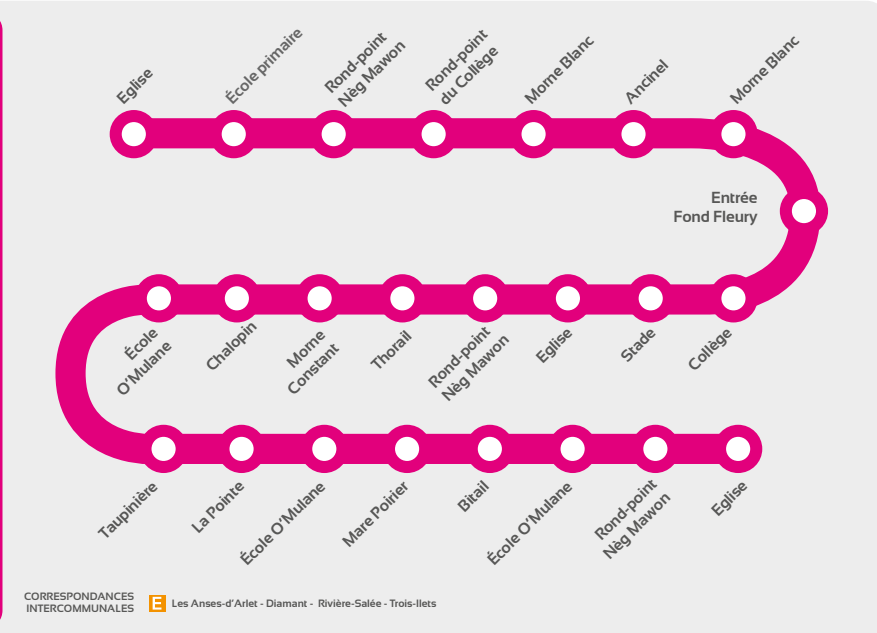 Eglise
École primaire
Rond-point
Nèg Mawon
Rond-point
du Collège
Morne Blanc
Ancinel
Morne Blanc
Entrée
Fond Fleury
École
O'Mulane
Chalopin
Morne
Constant
Thorail
Rond-point
Nèg Mawon
Eglise
Stade
Collège
Taupinière
La Pointe
École O'Mulane
Mare Poirier
Bitail
École O'Mulane
Rond-point
Nèg Mawon
Eglise
CORRESPONDANCES
INTERCOMMUNALES
E Les Anses-d'Arlet - Diamant - Rivière-Salée - Trois-Ilets